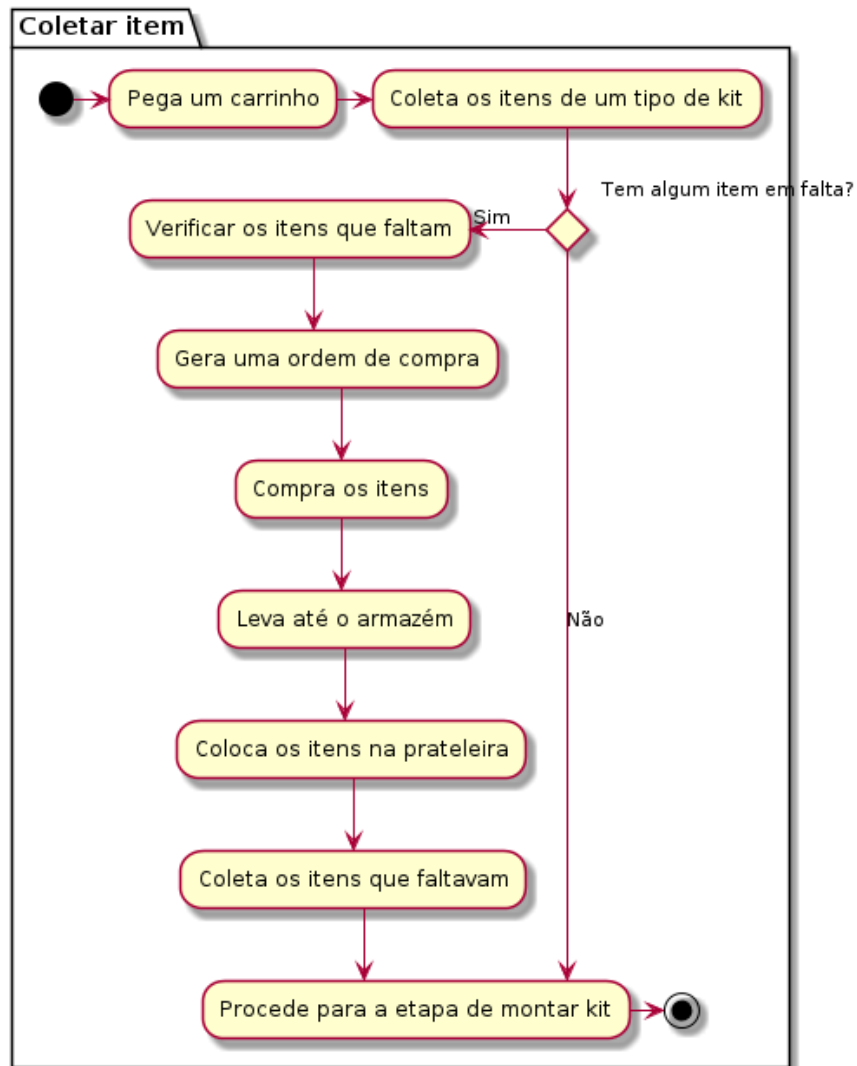 Coletar item
Pega um carrinho
Coleta os itens de um tipo de kit
Tem algum item em falta?
Sim
Verificar os itens que faltam
Gera uma ordem de compra
Compra os itens
Leva até o armazém
Não
Coloca os itens na prateleira
Coleta os itens que faltavam
Procede para a etapa de montar kit